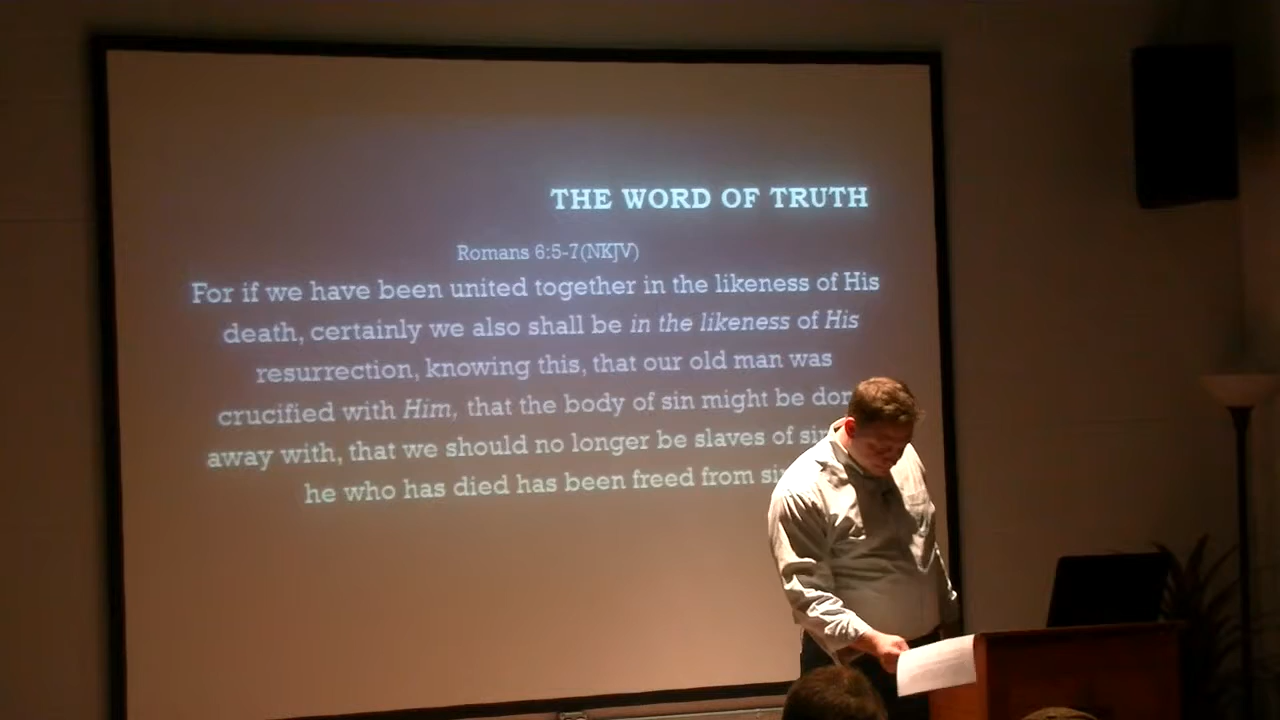 THE WORD OF TRUTH
Romans 6:5-7(NKJV)
For if we have been united together in the likeness of His
death, certainly we also shall be in the likeness of His
resurrection, knowing this, that our old man was
crucified with Him, that the body of sin might be
away with, that we should no longer be slaves of
he who has died has been freed from